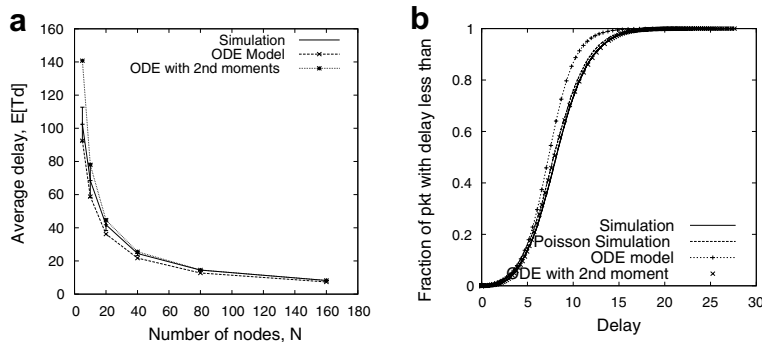 a
Average delay, E[Td]
180
160
140
120
100
80
60
40
20
0
Simulation
ODE Model
ODE with 2nd moments
0 20 40 60 80 100 120 140 160 180
Number of nodes, N
b
Fraction of pkt with delay less than
1
0.8
0.6
0.4
0.2
0
Simulation
Poisson Simulation
ODE model
ODE with 2nd moment
0 5 10 15 20 25 30
Delay